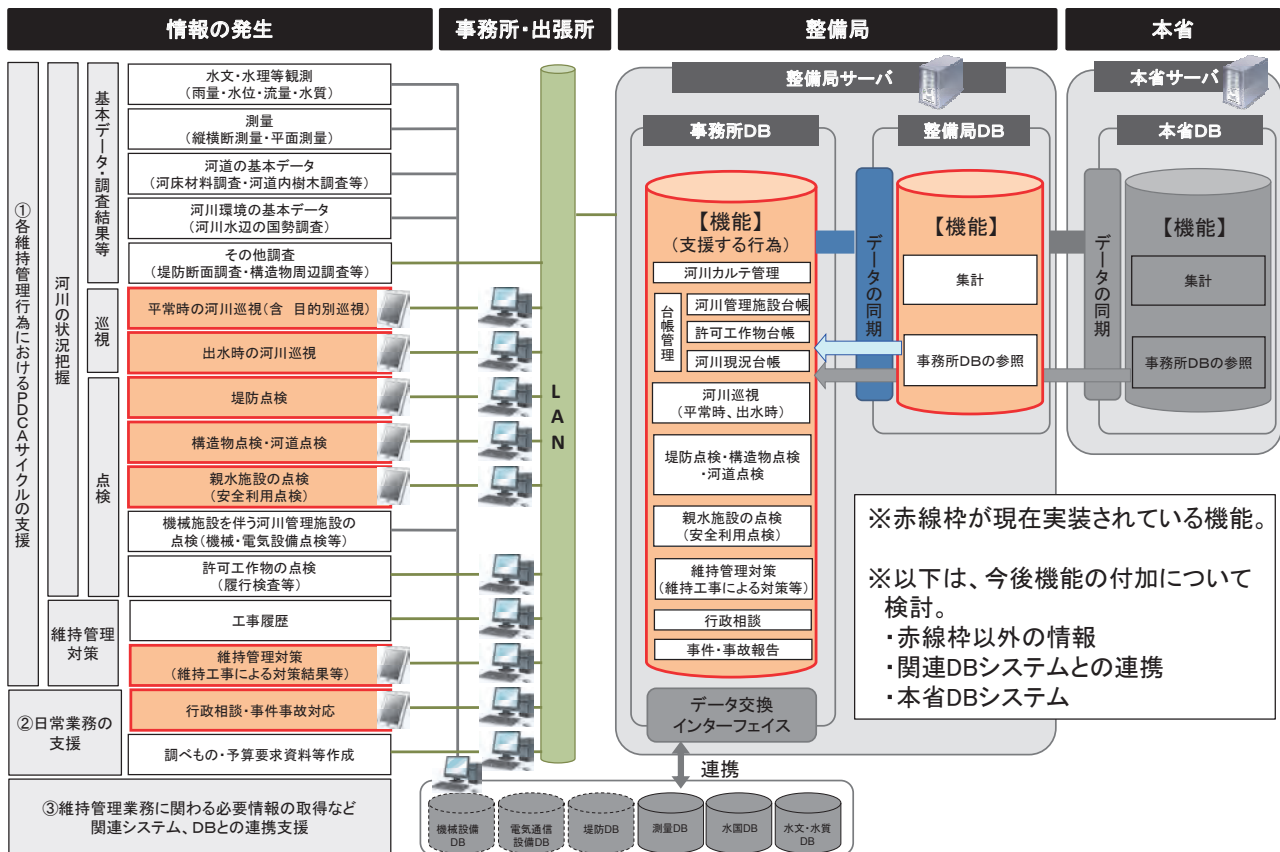 情報の発生
事務所・出張所
整備局
本省
①各維持管理行為におけるPDCAサイクルの支援
河川の状況把握
基本データ・調査結果等
水文・水理等観測
(雨量・水位・流量・水質)
測量
(縦横断測量・平面測量)
河道の基本データ
(河床材料調査・河道内樹木調査等)
河川環境の基本データ
(河川水辺の国勢調査)
その他調査
(堤防断面調査・構造物周辺調査等)
巡視
平常時の河川巡視(含 目的別巡視)
出水時の河川巡視
点検
堤防点検
構造物点検・河道点検
親水施設の点検
(安全利用点検)
機械施設を伴う河川管理施設の
点検(機械・電気設備点検等)
許可工作物の点検
(履行検査等)
維持管理
対策
工事履歴
維持管理対策
(維持工事による対策結果等)
②日常業務の
支援
行政相談・事件事故対応
調べもの・予算要求資料等作成
③維持管理業務に関わる必要情報の取得など
関連システム、DBとの連携支援
LAN
整備局サーバ
事務所DB
【機能】
(支援する行為)
河川カルテ管理
台帳管理
河川管理施設台帳
許可工作物台帳
河川現況台帳
河川巡視
(平常時、出水時)
堤防点検・構造物点検
・河道点検
親水施設の点検
(安全利用点検)
維持管理対策
(維持工事による対策等)
行政相談
事件・事故報告
データ交換
インターフェイス
連携
機械設備
DB
電気通信
設備DB
堤防DB
測量DB
水国DB
水文・水質
DB
データの同期
整備局DB
【機能】
集計
事務所DBの参照
本省サーバ
本省DB
データの同期
【機能】
集計
事務所DBの参照
※赤線枠が現在実装されている機能。
※以下は、今後機能の付加について
検討。
・赤線枠以外の情報
・関連DBシステムとの連携
・本省DBシステム